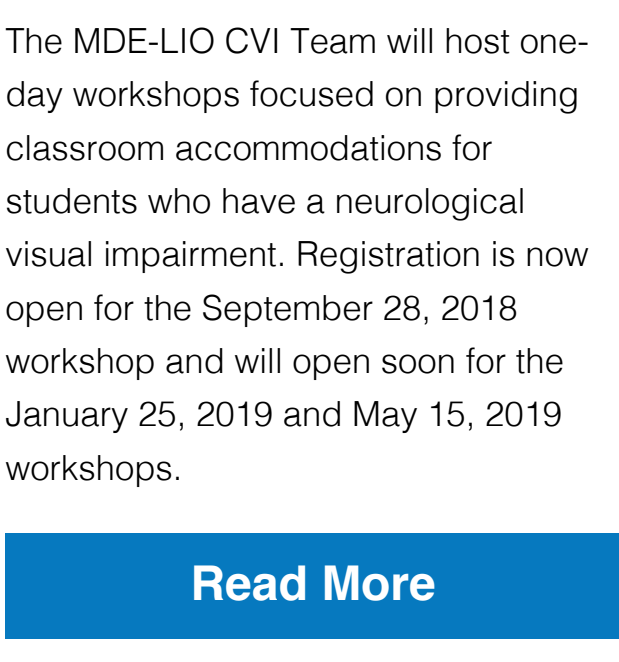 The MDE-LIO CVI Team will host one-
day workshops focused on providing
classroom accommodations for
students who have a neurological
visual impairment. Registration is now
open for the September 28, 2018
workshop and will open soon for the
January 25, 2019 and May 15, 2019
workshops.
Read More